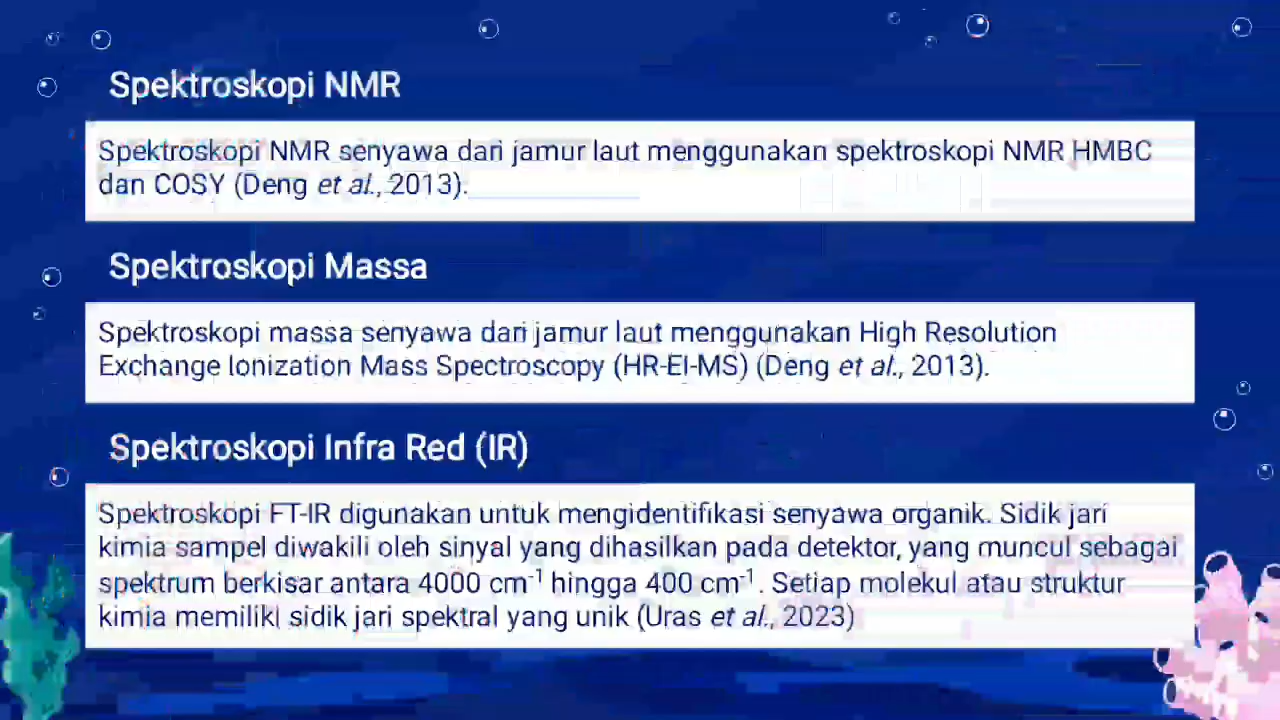 Spektroskopi NMR
Spektroskopi NMR senyawa dari jamur laut menggunakan spektroskopi NMR HMBC
dan COSY (Deng et al., 2013).
Spektroskopi Massa
Spektroskopi massa senyawa dari jamur laut menggunakan High Resolution
Exchange Ionization Mass Spectroscopy (HR-EI-MS) (Deng et al., 2013).
Spektroskopi Infra Red (IR)
Spektroskopi FT-IR digunakan untuk mengidentifikasi senyawa organik. Sidik jari
kimia sampel diwakili oleh sinyal yang dihasilkan pada detektor, yang muncul sebagai
spektrum berkisar antara 4000 cm⁻¹ hingga 400 cm⁻¹. Setiap molekul atau struktur
kimia memiliki sidik jari spektral yang unik (Uras et al., 2023)